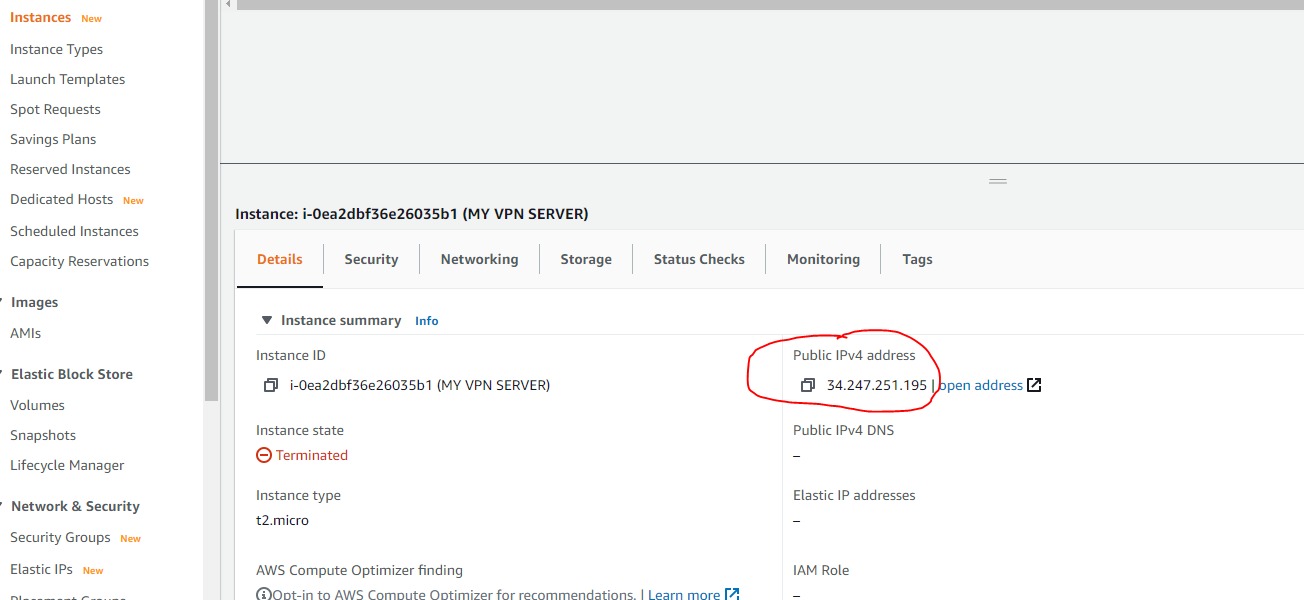 Instances New
Instance Types
Launch Templates
Spot Requests
Savings Plans
Reserved Instances
Dedicated Hosts New
Scheduled Instances
Capacity Reservations
Images
AMIs
Elastic Block Store
Volumes
Snapshots
Lifecycle Manager
Network & Security
Security Groups New
Elastic IPs New
Placement Groups
Instance: i-0ea2dbf36e26035b1 (MY VPN SERVER)
Details Security Networking Storage Status Checks Monitoring Tags
Instance summary Info
Instance ID
i-0ea2dbf36e26035b1 (MY VPN SERVER)
Public IPv4 address
34.247.251.195 | open address
Instance state
Terminated
Public IPv4 DNS
–
Instance type
t2.micro
Elastic IP addresses
–
AWS Compute Optimizer finding
Opt-in to AWS Compute Optimizer for recommendations. | Learn more
IAM Role
–